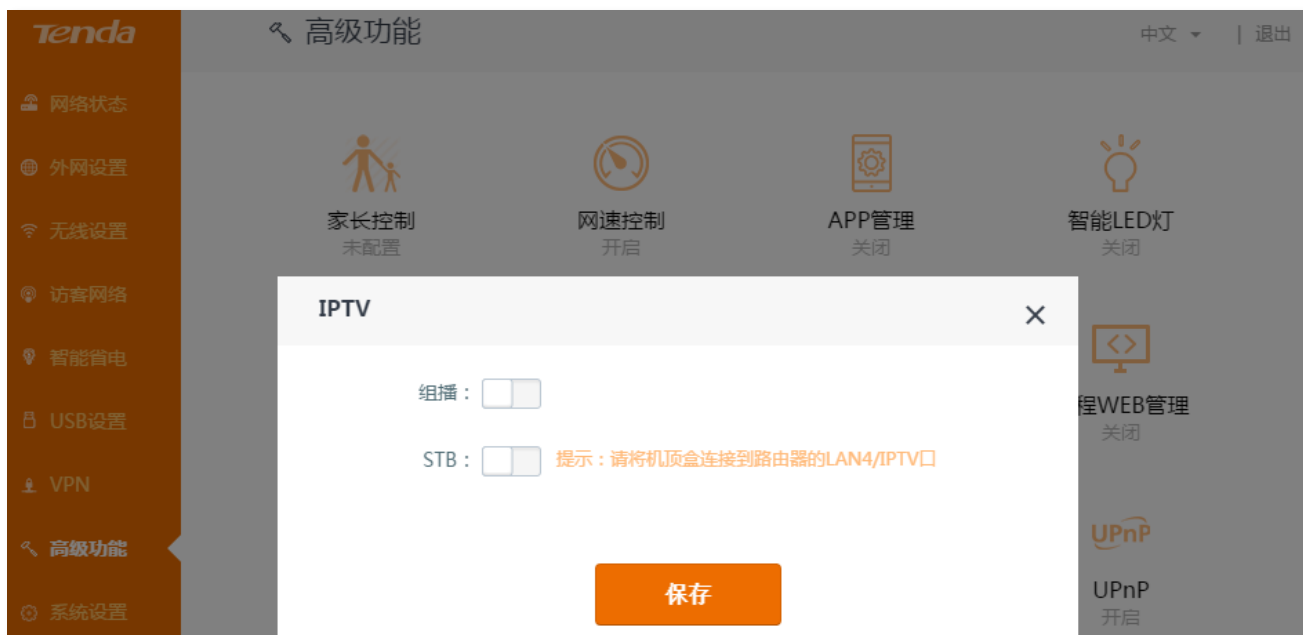 Tenda
高级功能
中文
| 退出
网络状态
外网设置
无线设置
访客网络
智能省电
USB设置
VPN
高级功能
系统设置
家长控制
未配置
网速控制
开启
APP管理
关闭
智能LED灯
关闭
IPTV
组播：
STB： 提示：请将机顶盒连接到路由器的LAN4/IPTV口
保存
程WEB管理
关闭
UPnP
UPnP
开启